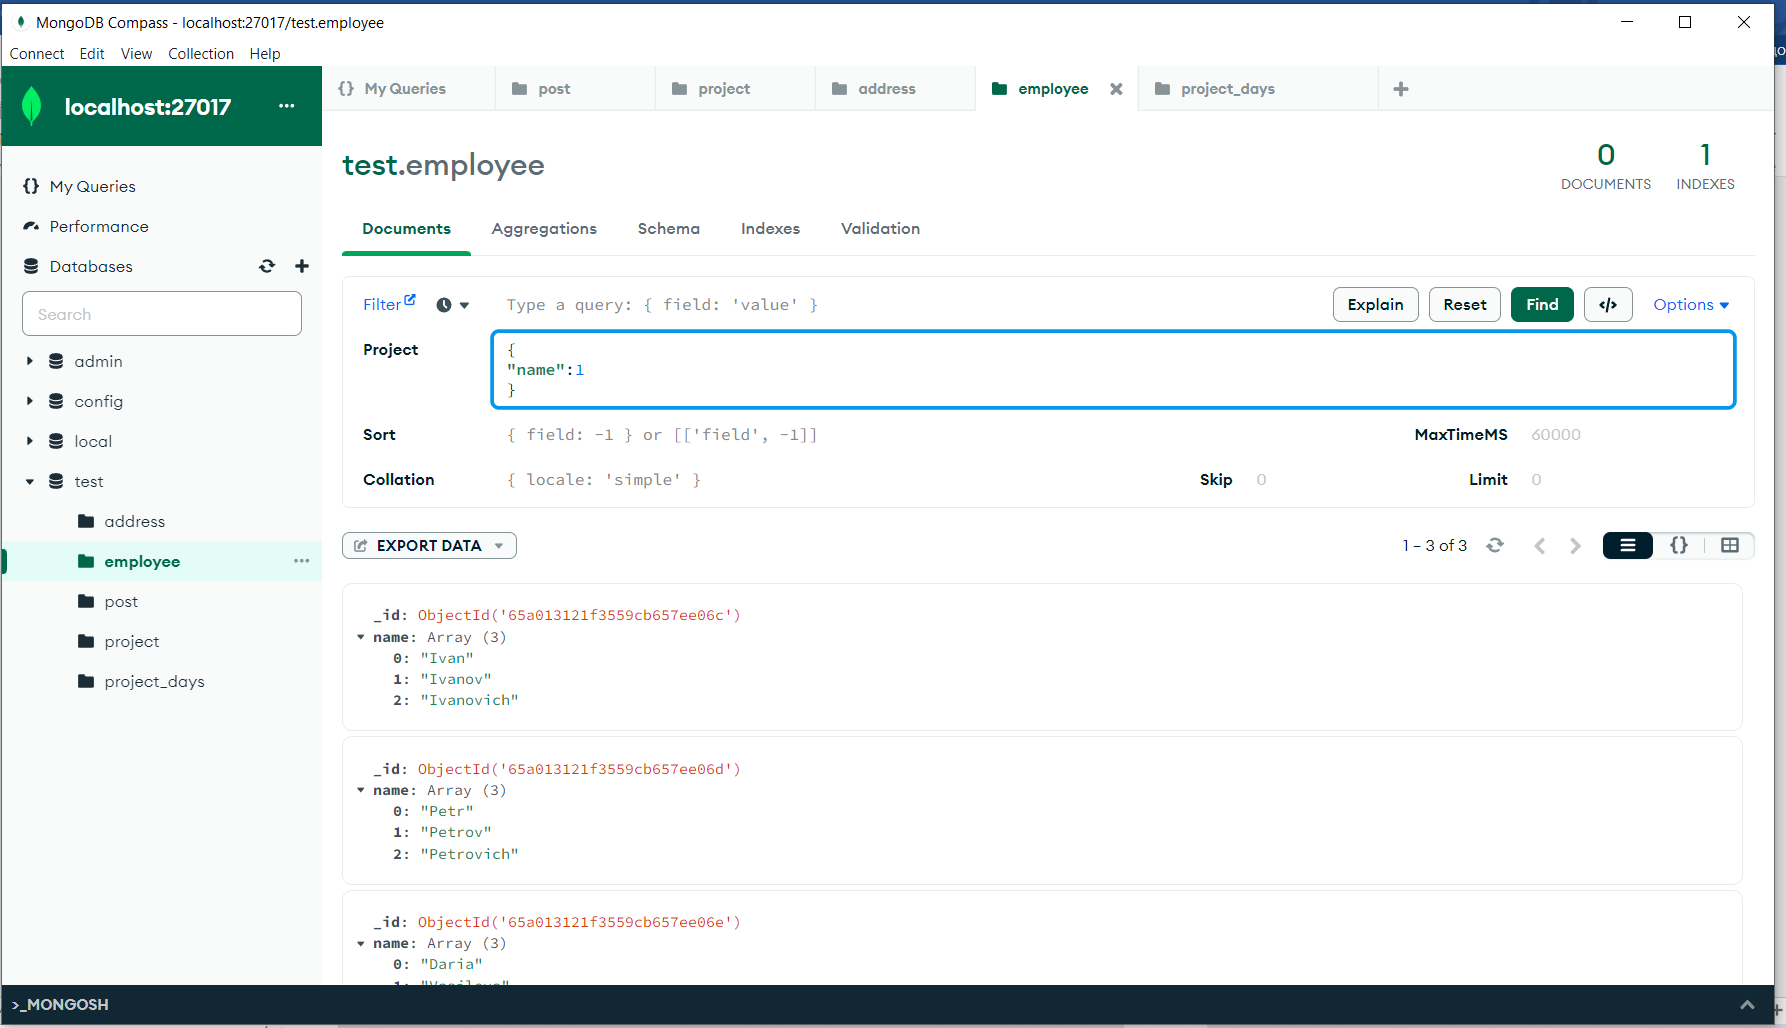 MongoDB Compass - localhost:27017/test.employee
Connect Edit View Collection Help
localhost:27017 ...
{} My Queries post project address employee project_days
My Queries
Performance
Databases
Search
admin
config
local
test
address
employee
post
project
project_days
test.employee
0
DOCUMENTS
1
INDEXES
Documents Aggregations Schema Indexes Validation
Filter Type a query: { field: 'value' } Explain Reset Find </> Options
Project {
"name":1
}
Sort { field: -1 } or [['field', -1]] MaxTimeMS 60000
Collation { locale: 'simple' } Skip 0 Limit 0
EXPORT DATA 1 – 3 of 3 {}
_id: ObjectId('65a013121f3559cb657ee06c')
name: Array (3)
0: "Ivan"
1: "Ivanov"
2: "Ivanovich"
_id: ObjectId('65a013121f3559cb657ee06d')
name: Array (3)
0: "Petr"
1: "Petrov"
2: "Petrovich"
_id: ObjectId('65a013121f3559cb657ee06e')
name: Array (3)
0: "Daria"
>_MONGOSH